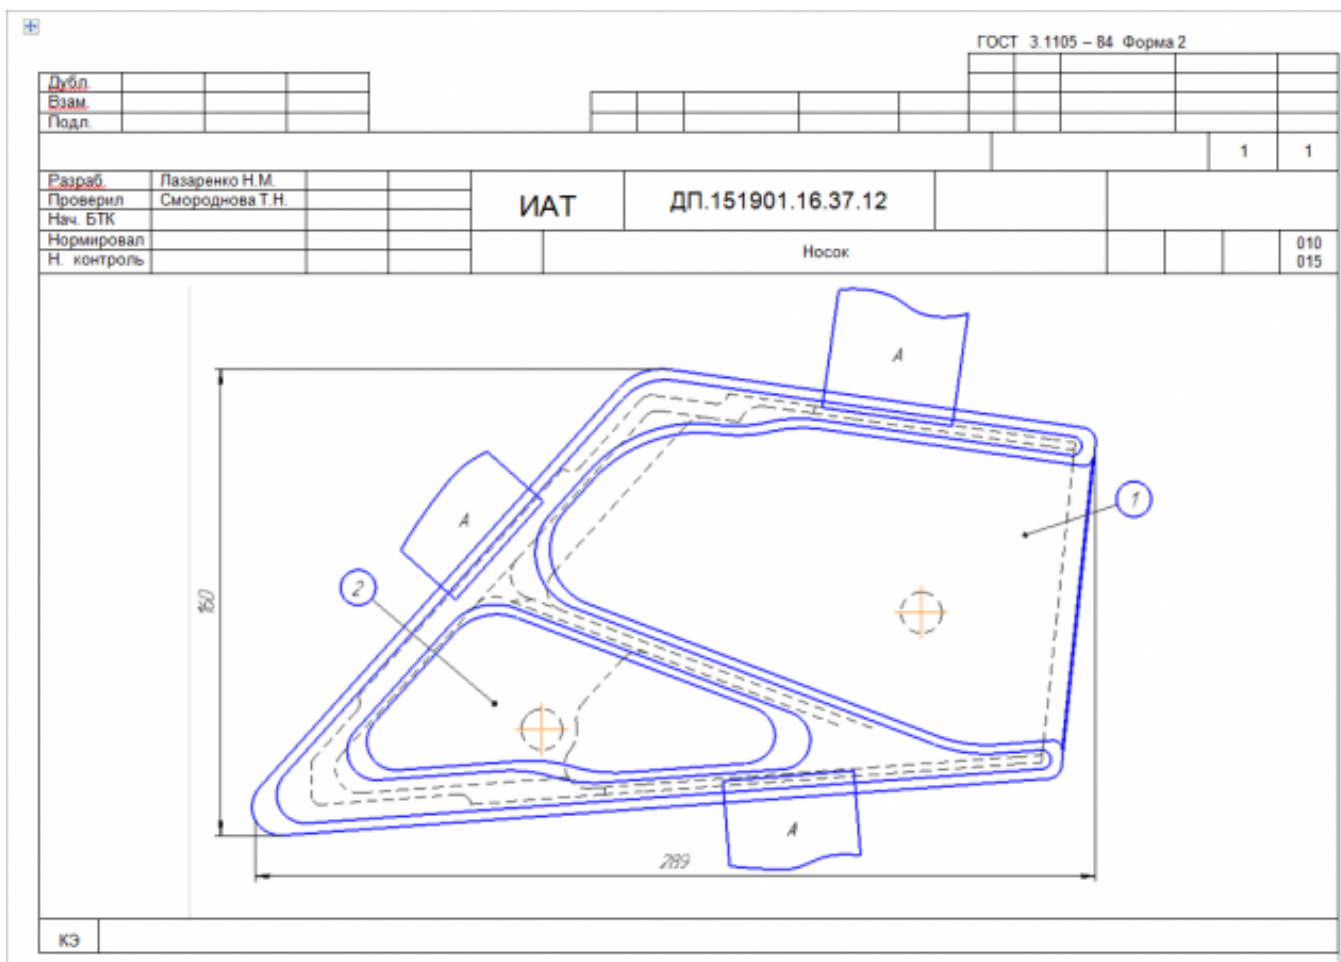 ГОСТ 3.1105 – 84 Форма 2
Дубл.
Взам.
Подл.
1 1
Разраб. Лазаренко Н.М.
Проверил Смороднова Т.Н.
Нач. БТК
ИАТ ДП.151901.16.37.12
Нормировал
Н. контроль
Носок
010
015
А
А
1
2
160
А
289
КЭ